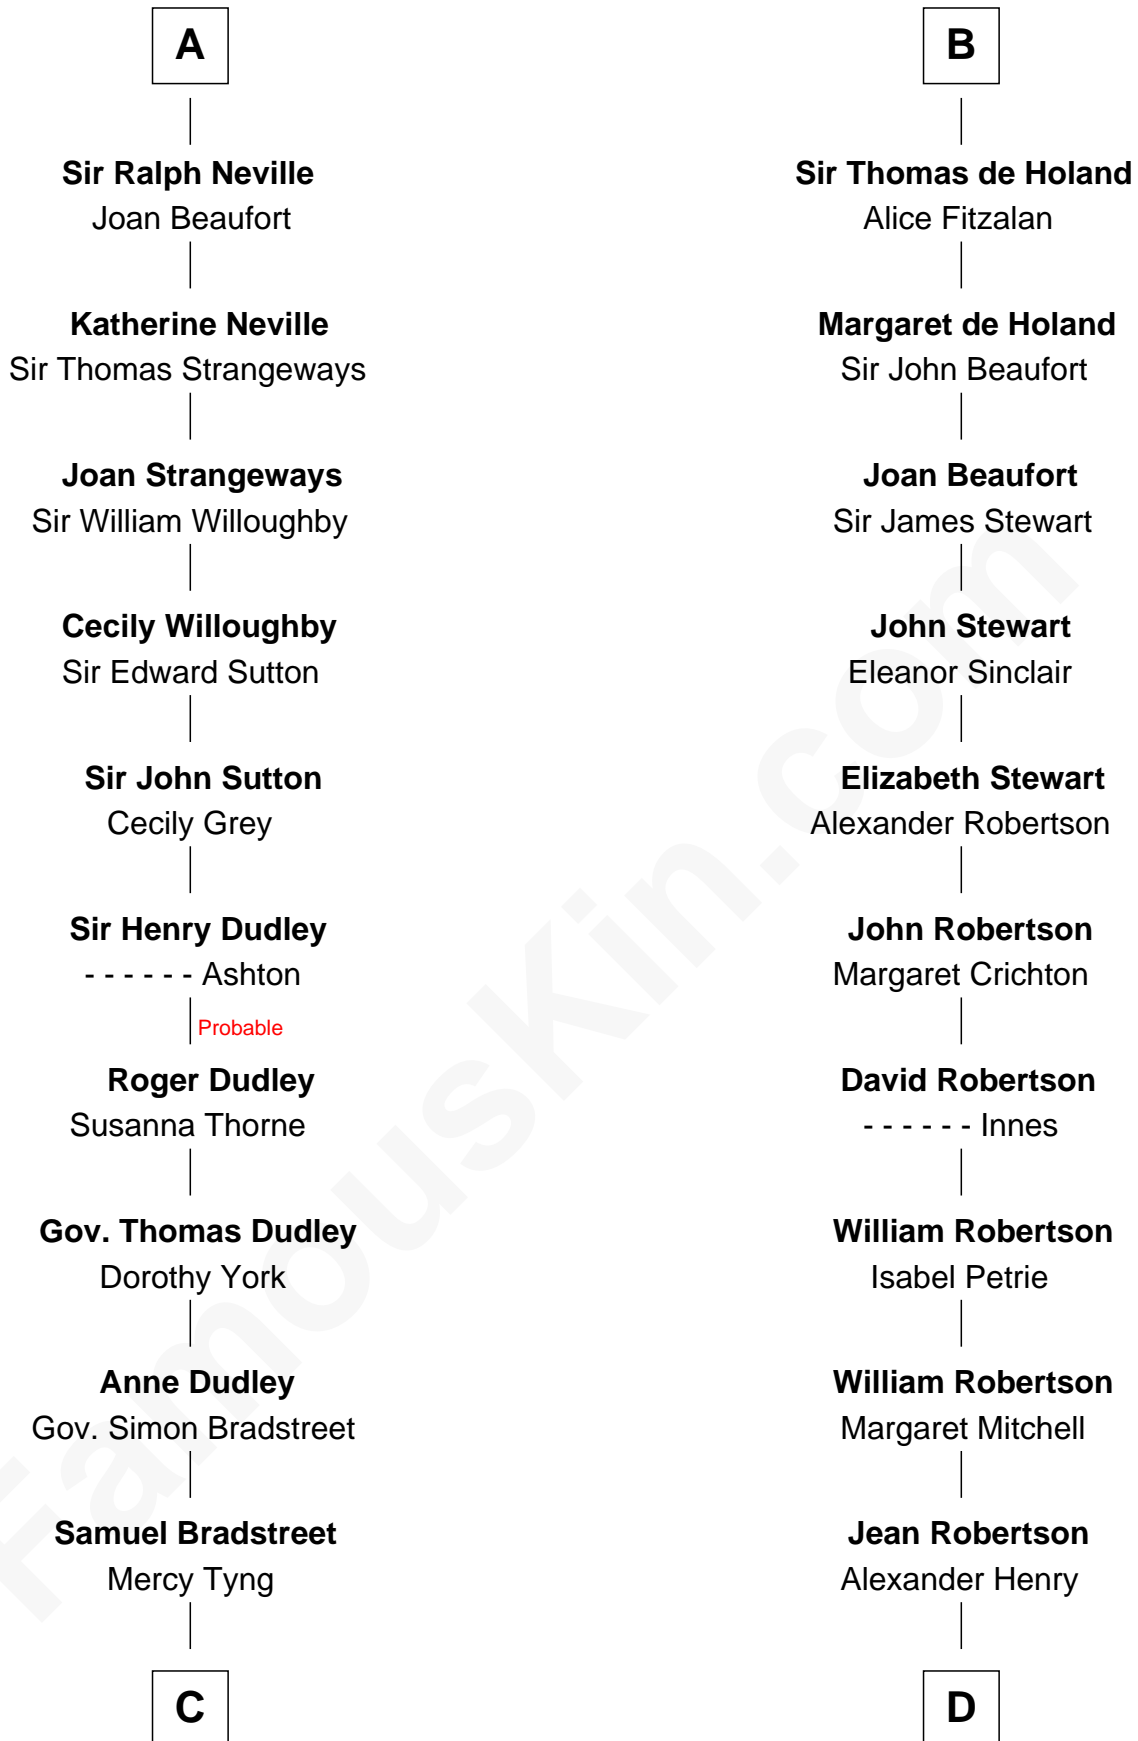 A
Sir Ralph Neville
Joan Beaufort
Katherine Neville
Sir Thomas Strangeways
Joan Strangeways
Sir William Willoughby
Cecily Willoughby
Sir Edward Sutton
Sir John Sutton
Cecily Grey
Sir Henry Dudley
- - - - - - Ashton
Probable
Roger Dudley
Susanna Thorne
Gov. Thomas Dudley
Dorothy York
Anne Dudley
Gov. Simon Bradstreet
Samuel Bradstreet
Mercy Tyng
C
B
Sir Thomas de Holand
Alice Fitzalan
Margaret de Holand
Sir John Beaufort
Joan Beaufort
Sir James Stewart
John Stewart
Eleanor Sinclair
Elizabeth Stewart
Alexander Robertson
John Robertson
Margaret Crichton
David Robertson
- - - - - - Innes
William Robertson
Isabel Petrie
William Robertson
Margaret Mitchell
Jean Robertson
Alexander Henry
D
FamousKin.com